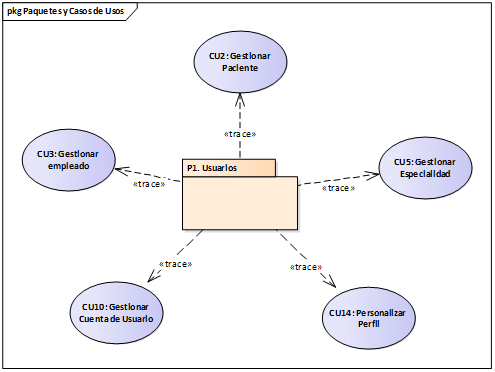 pkg Paquetes y Casos de Usos
CU2: Gestionar
Paciente
«trace»
CU3: Gestionar
empleado
«trace»
P1. Usuarios
CU5: Gestionar
Especialidad
«trace»
«trace»
«trace»
CU10: Gestionar
Cuenta de Usuario
CU14: Personalizar
Perfil